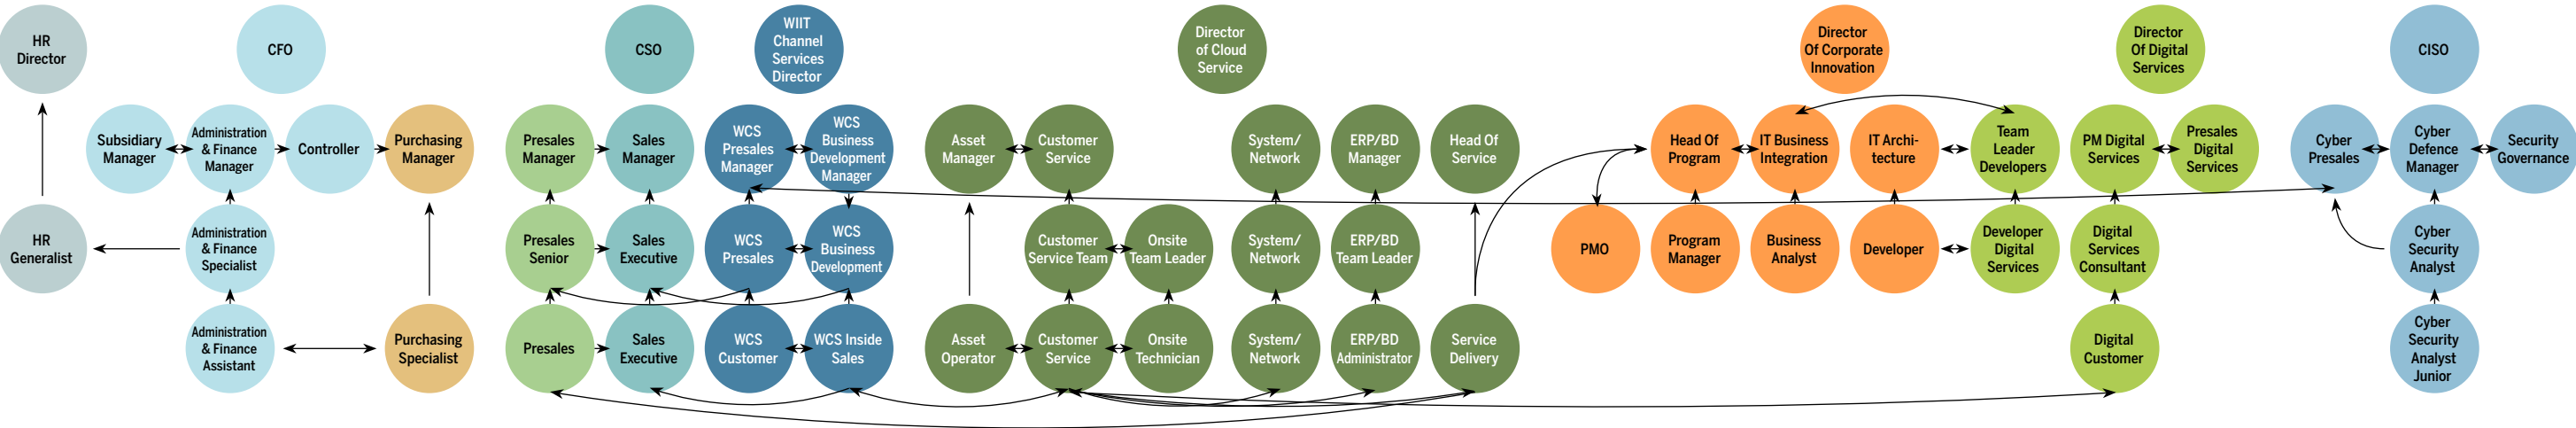 HR
Director
CFO
CSO
WIIT
Channel
Services
Director
Director
of Cloud
Service
Director
Of Corporate
Innovation
Director
Of Digital
Services
CISO
Subsidiary
Manager
Administration
& Finance
Manager
Controller
Purchasing
Manager
Presales
Manager
Sales
Manager
WCS
Presales
Manager
WCS
Business
Development
Manager
Asset
Manager
Customer
Service
System/
Network
ERP/BD
Manager
Head Of
Service
Head Of
Program
IT Business
Integration
IT Archi-
tecture
Team
Leader
Developers
PM Digital
Services
Presales
Digital
Services
Cyber
Presales
Cyber
Defence
Manager
Security
Governance
HR
Generalist
Administration
& Finance
Specialist
Presales
Senior
Sales
Executive
WCS
Presales
WCS
Business
Development
Customer
Service Team
Onsite
Team Leader
System/
Network
ERP/BD
Team Leader
PMO
Program
Manager
Business
Analyst
Developer
Developer
Digital
Services
Digital
Services
Consultant
Cyber
Security
Analyst
Administration
& Finance
Assistant
Purchasing
Specialist
Presales
Sales
Executive
WCS
Customer
WCS Inside
Sales
Asset
Operator
Customer
Service
Onsite
Technician
System/
Network
ERP/BD
Administrator
Service
Delivery
Digital
Customer
Cyber
Security
Analyst
Junior